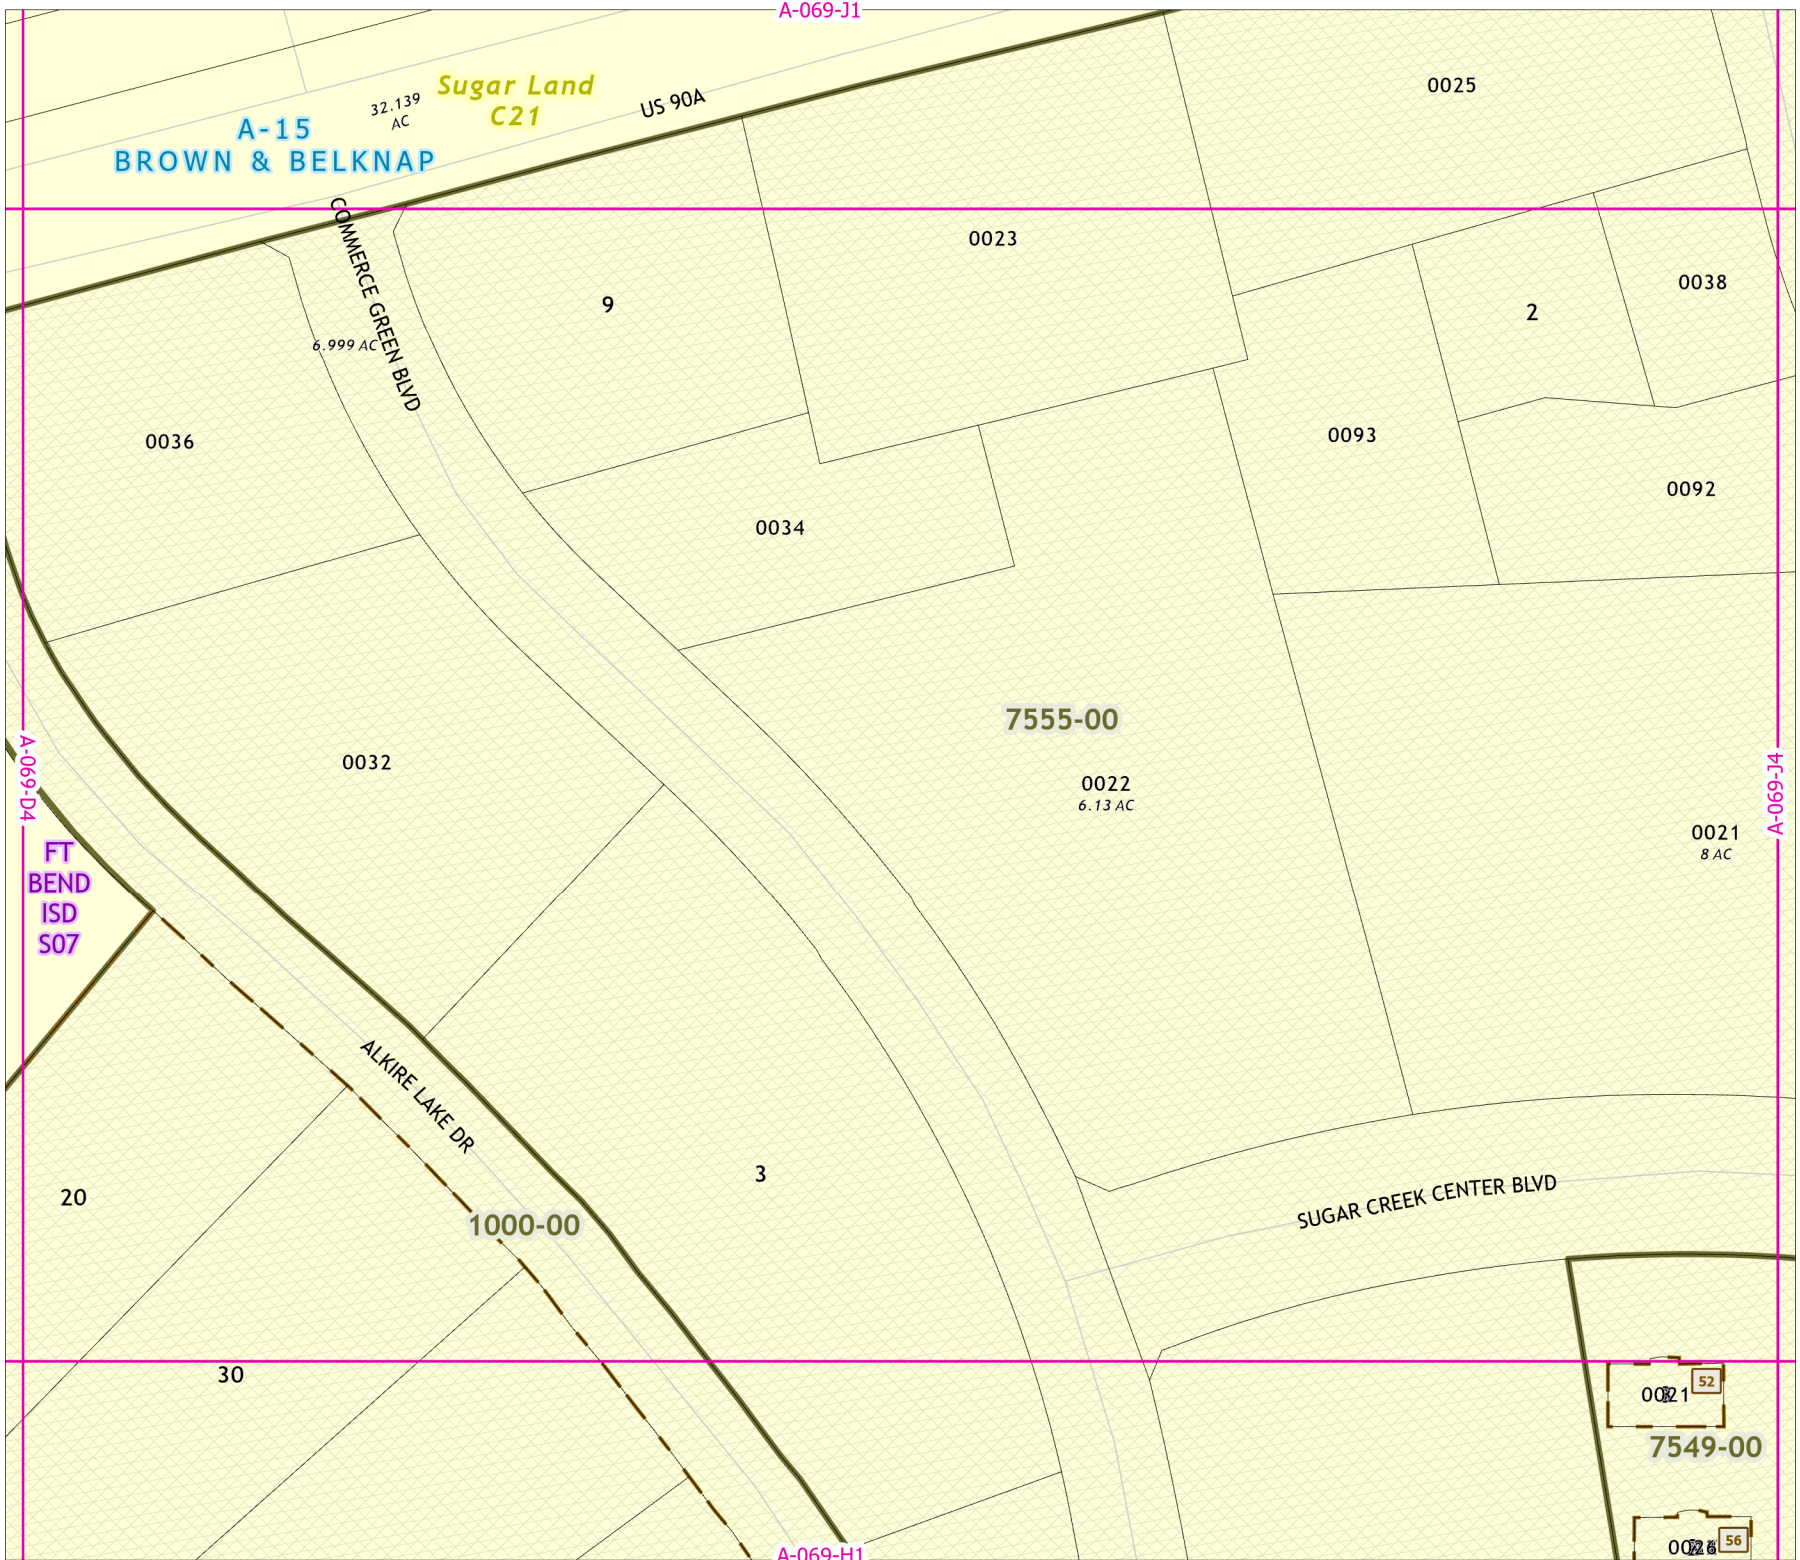 A-069-J1
Sugar Land
C21
32.139
AC
US 90A
0025
A-15
BROWN & BELKNAP
COMMERCE GREEN BLVD
0023
0038
9
2
6.999 AC
0036
0093
0092
0034
7555-00
0032
0022
6.13 AC
A-069-D4
A-069-J4
0021
8 AC
FT
BEND
ISD
S07
ALKIRE LAKE DR
3
20
SUGAR CREEK CENTER BLVD
1000-00
30
52
0021
7549-00
56
A-069-H1